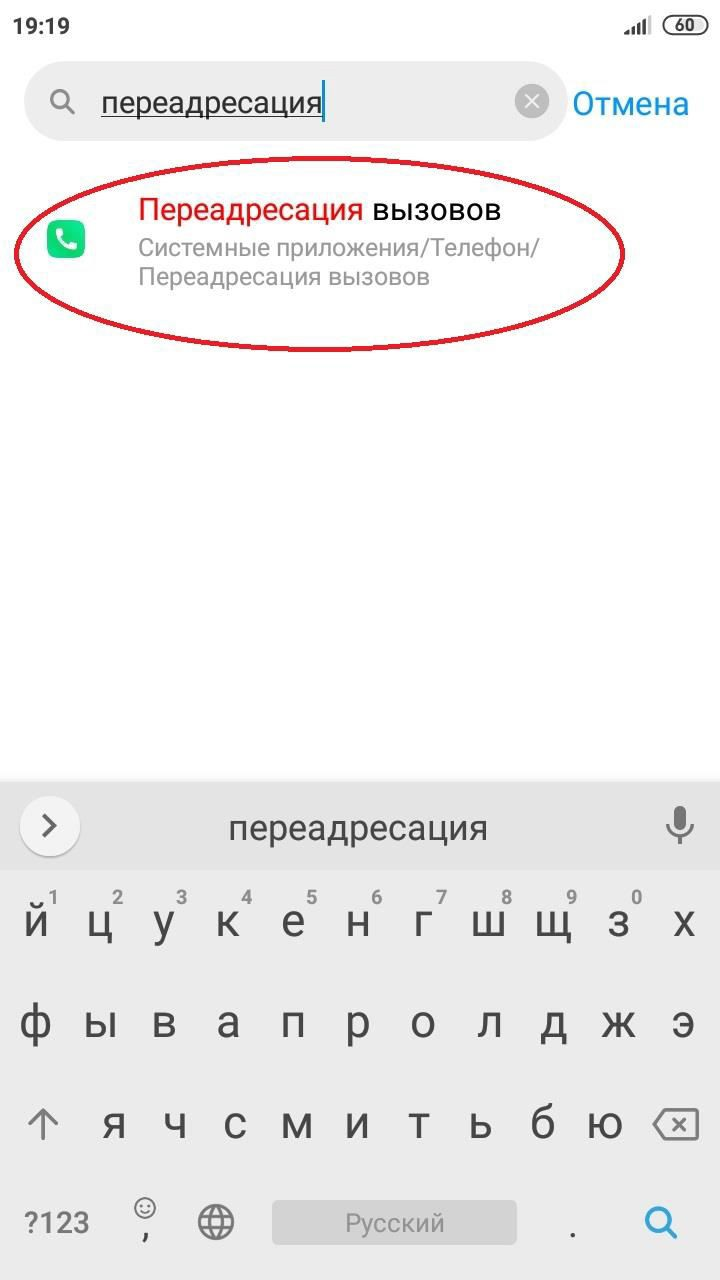 19:19
60
переадресация
Отмена
Переадресация вызовов
Системные приложения/Телефон/
Переадресация вызовов
переадресация
1 2 3 4 5 6 7 8 9 0
й ц у к е н г ш щ з х
ф ы в а п р о л д ж э
я ч с м и т ь б ю
?123 , Русский .